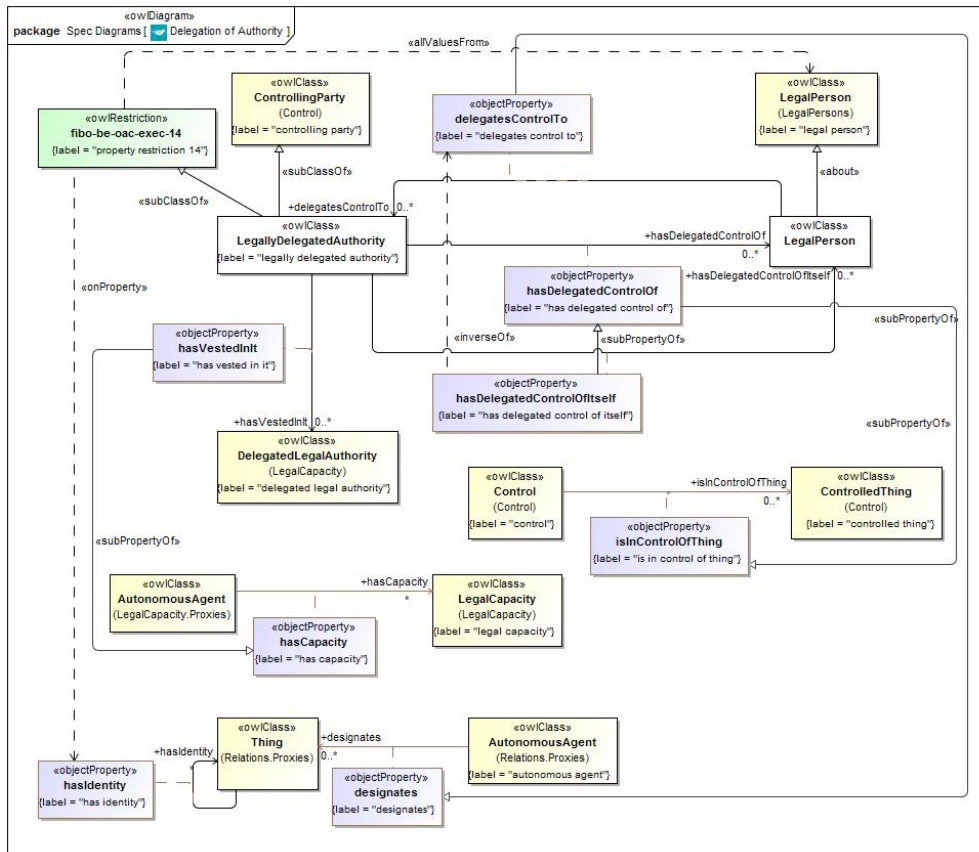 «owlDiagram»
package Spec Diagrams [ Delegation of Authority ]
«allValuesFrom»
«owlClass»
ControllingParty
(Control)
{label = "controlling party"}
«objectProperty»
delegatesControlTo
{label = "delegates control to"}
«owlClass»
LegalPerson
(LegalPersons)
{label = "legal person"}
«owlRestriction»
fibo-be-oac-exec-14
{label = "property restriction 14"}
«subClassOf»
«about»
«subClassOf»
+delegatesControlTo 0..*
«owlClass»
LegallyDelegatedAuthority
{label = "legally delegated authority"}
+hasDelegatedControlOf
0..*
«owlClass»
LegalPerson
«objectProperty»
hasDelegatedControlOf
{label = "has delegated control of"}
+hasDelegatedControlOfItself 0..*
«onProperty»
«objectProperty»
hasVestedInIt
{label = "has vested in it"}
«inverseOf»
«subPropertyOf»
«subPropertyOf»
«objectProperty»
hasDelegatedControlOfItself
{label = "has delegated control of itself"}
+hasVestedInIt 0..*
«subPropertyOf»
«owlClass»
DelegatedLegalAuthority
(LegalCapacity)
{label = "delegated legal authority"}
«owlClass»
Control
(Control)
{label = "control"}
+isInControlOfThing
0..*
«owlClass»
ControlledThing
(Control)
{label = "controlled thing"}
«objectProperty»
isInControlOfThing
{label = "is in control of thing"}
«subPropertyOf»
«owlClass»
AutonomousAgent
(LegalCapacity.Proxies)
+hasCapacity
*
«owlClass»
LegalCapacity
(LegalCapacity)
{label = "legal capacity"}
«objectProperty»
hasCapacity
{label = "has capacity"}
«owlClass»
Thing
(Relations.Proxies)
+hasIdentity
*
+designates
0..*
«owlClass»
AutonomousAgent
(Relations.Proxies)
{label = "autonomous agent"}
«objectProperty»
hasIdentity
{label = "has identity"}
«objectProperty»
designates
{label = "designates"}